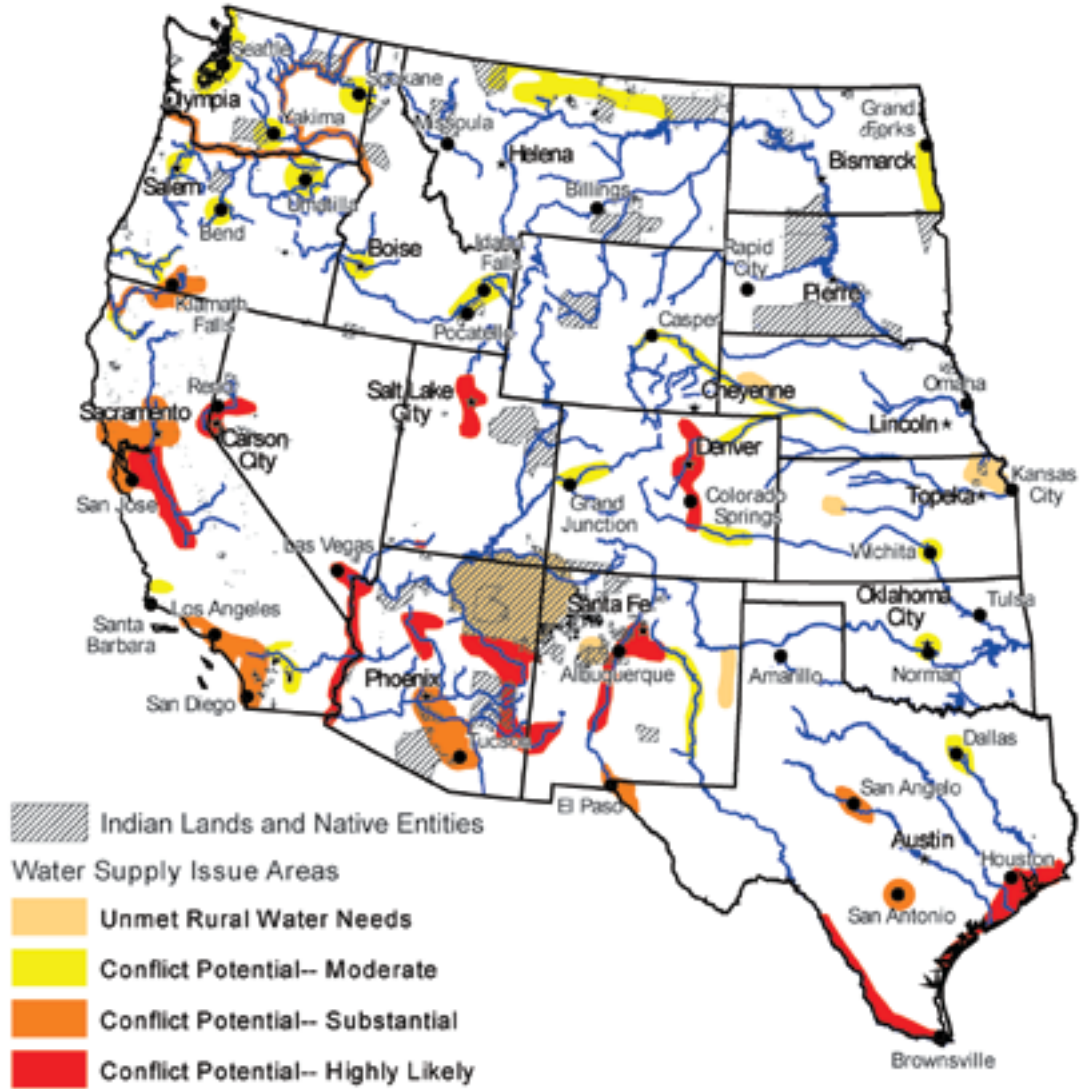 Seattle
Spokane
Olympia
Yakima
Missoula
Grand
Forks
Helena
Bismarck
Salem
Umatilla
Billings
Bend
Boise
Idaho
Falls
Rapid
City
Pierre
Klamath
Falls
Pocatello
Casper
Reno
Salt Lake
City
Cheyenne
Omaha
Sacramento
Lincoln
Carson
City
Denver
Kansas
City
San Jose
Grand
Junction
Colorado
Springs
Topeka
Las Vegas
Wichita
Los Angeles
Santa Fe
Oklahoma
City
Tulsa
Santa
Barbara
Phoenix
Albuquerque
Amarillo
Norman
San Diego
Tucson
Dallas
El Paso
San Angelo
Austin
Houston
San Antonio
Brownsville
Indian Lands and Native Entities
Water Supply Issue Areas
Unmet Rural Water Needs
Conflict Potential-- Moderate
Conflict Potential-- Substantial
Conflict Potential-- Highly Likely